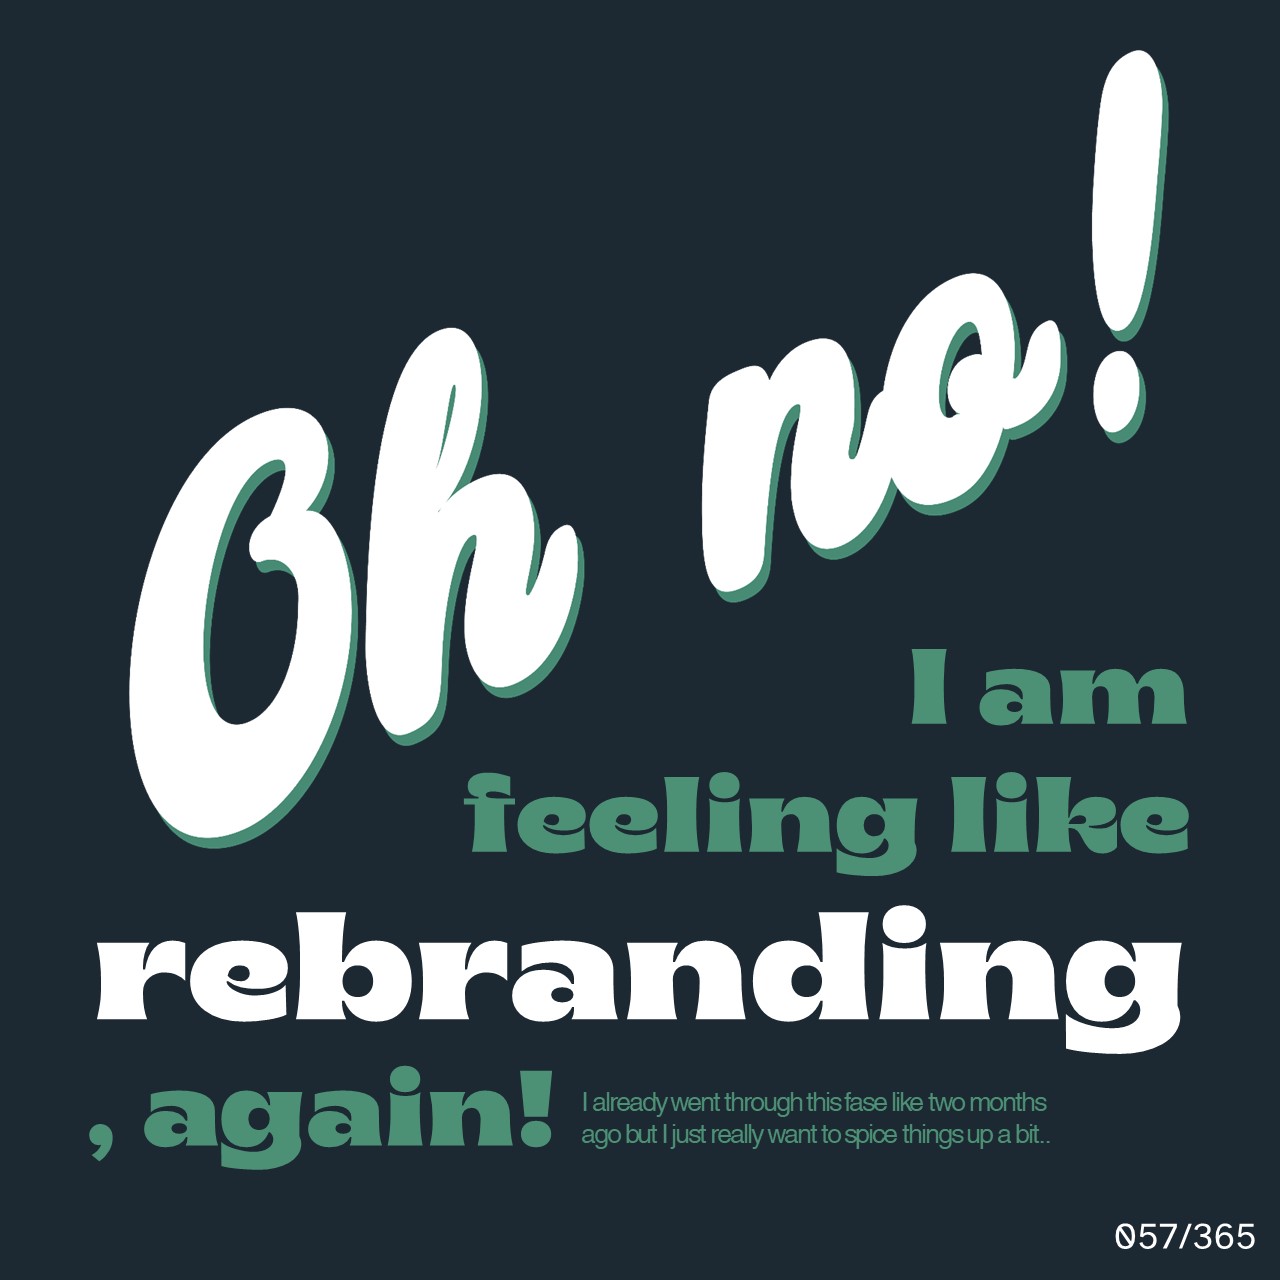 Oh no!
I am
feeling like
rebranding
, again!
I already went through this fase like two months
ago but I just really want to spice things up a bit..
057/365